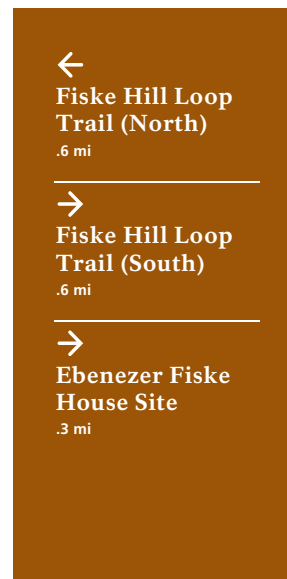 ←
Fiske Hill Loop
Trail (North)
.6 mi
→
Fiske Hill Loop
Trail (South)
.6 mi
→
Ebenezer Fiske
House Site
.3 mi